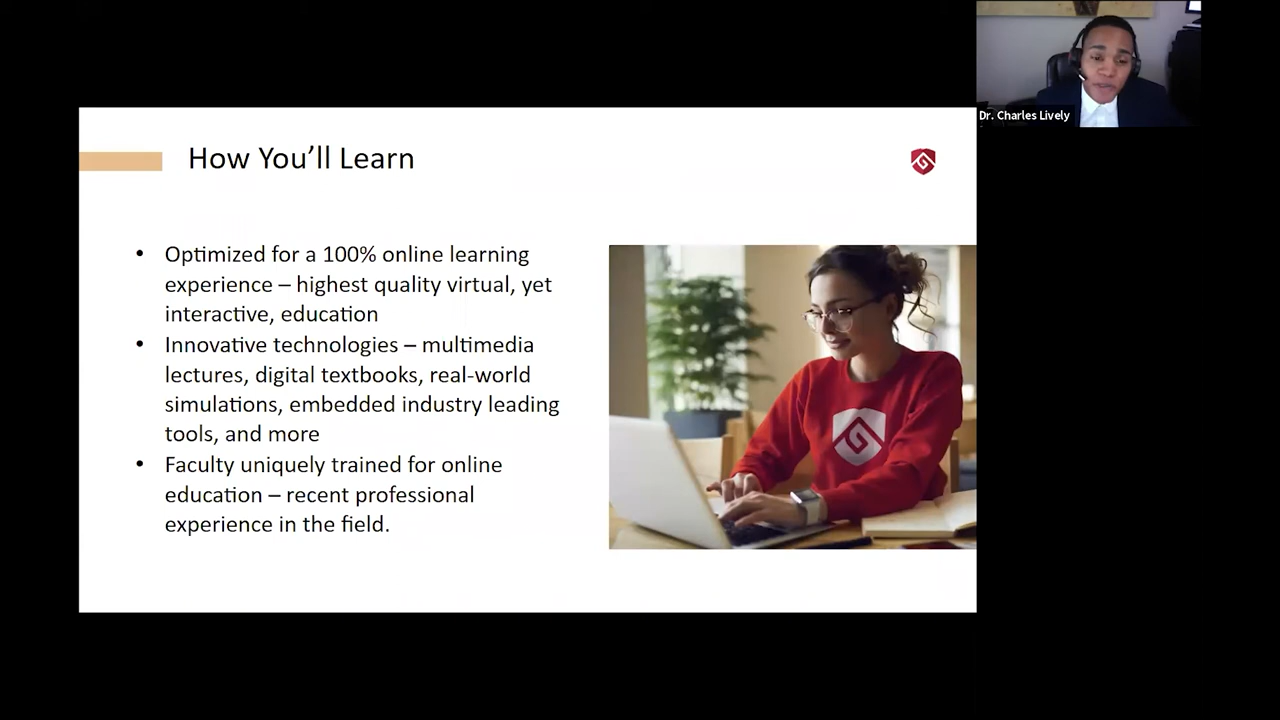 How You’ll Learn
• Optimized for a 100% online learning
experience – highest quality virtual, yet
interactive, education
• Innovative technologies – multimedia
lectures, digital textbooks, real-world
simulations, embedded industry leading
tools, and more
• Faculty uniquely trained for online
education – recent professional
experience in the field.
Dr. Charles Lively